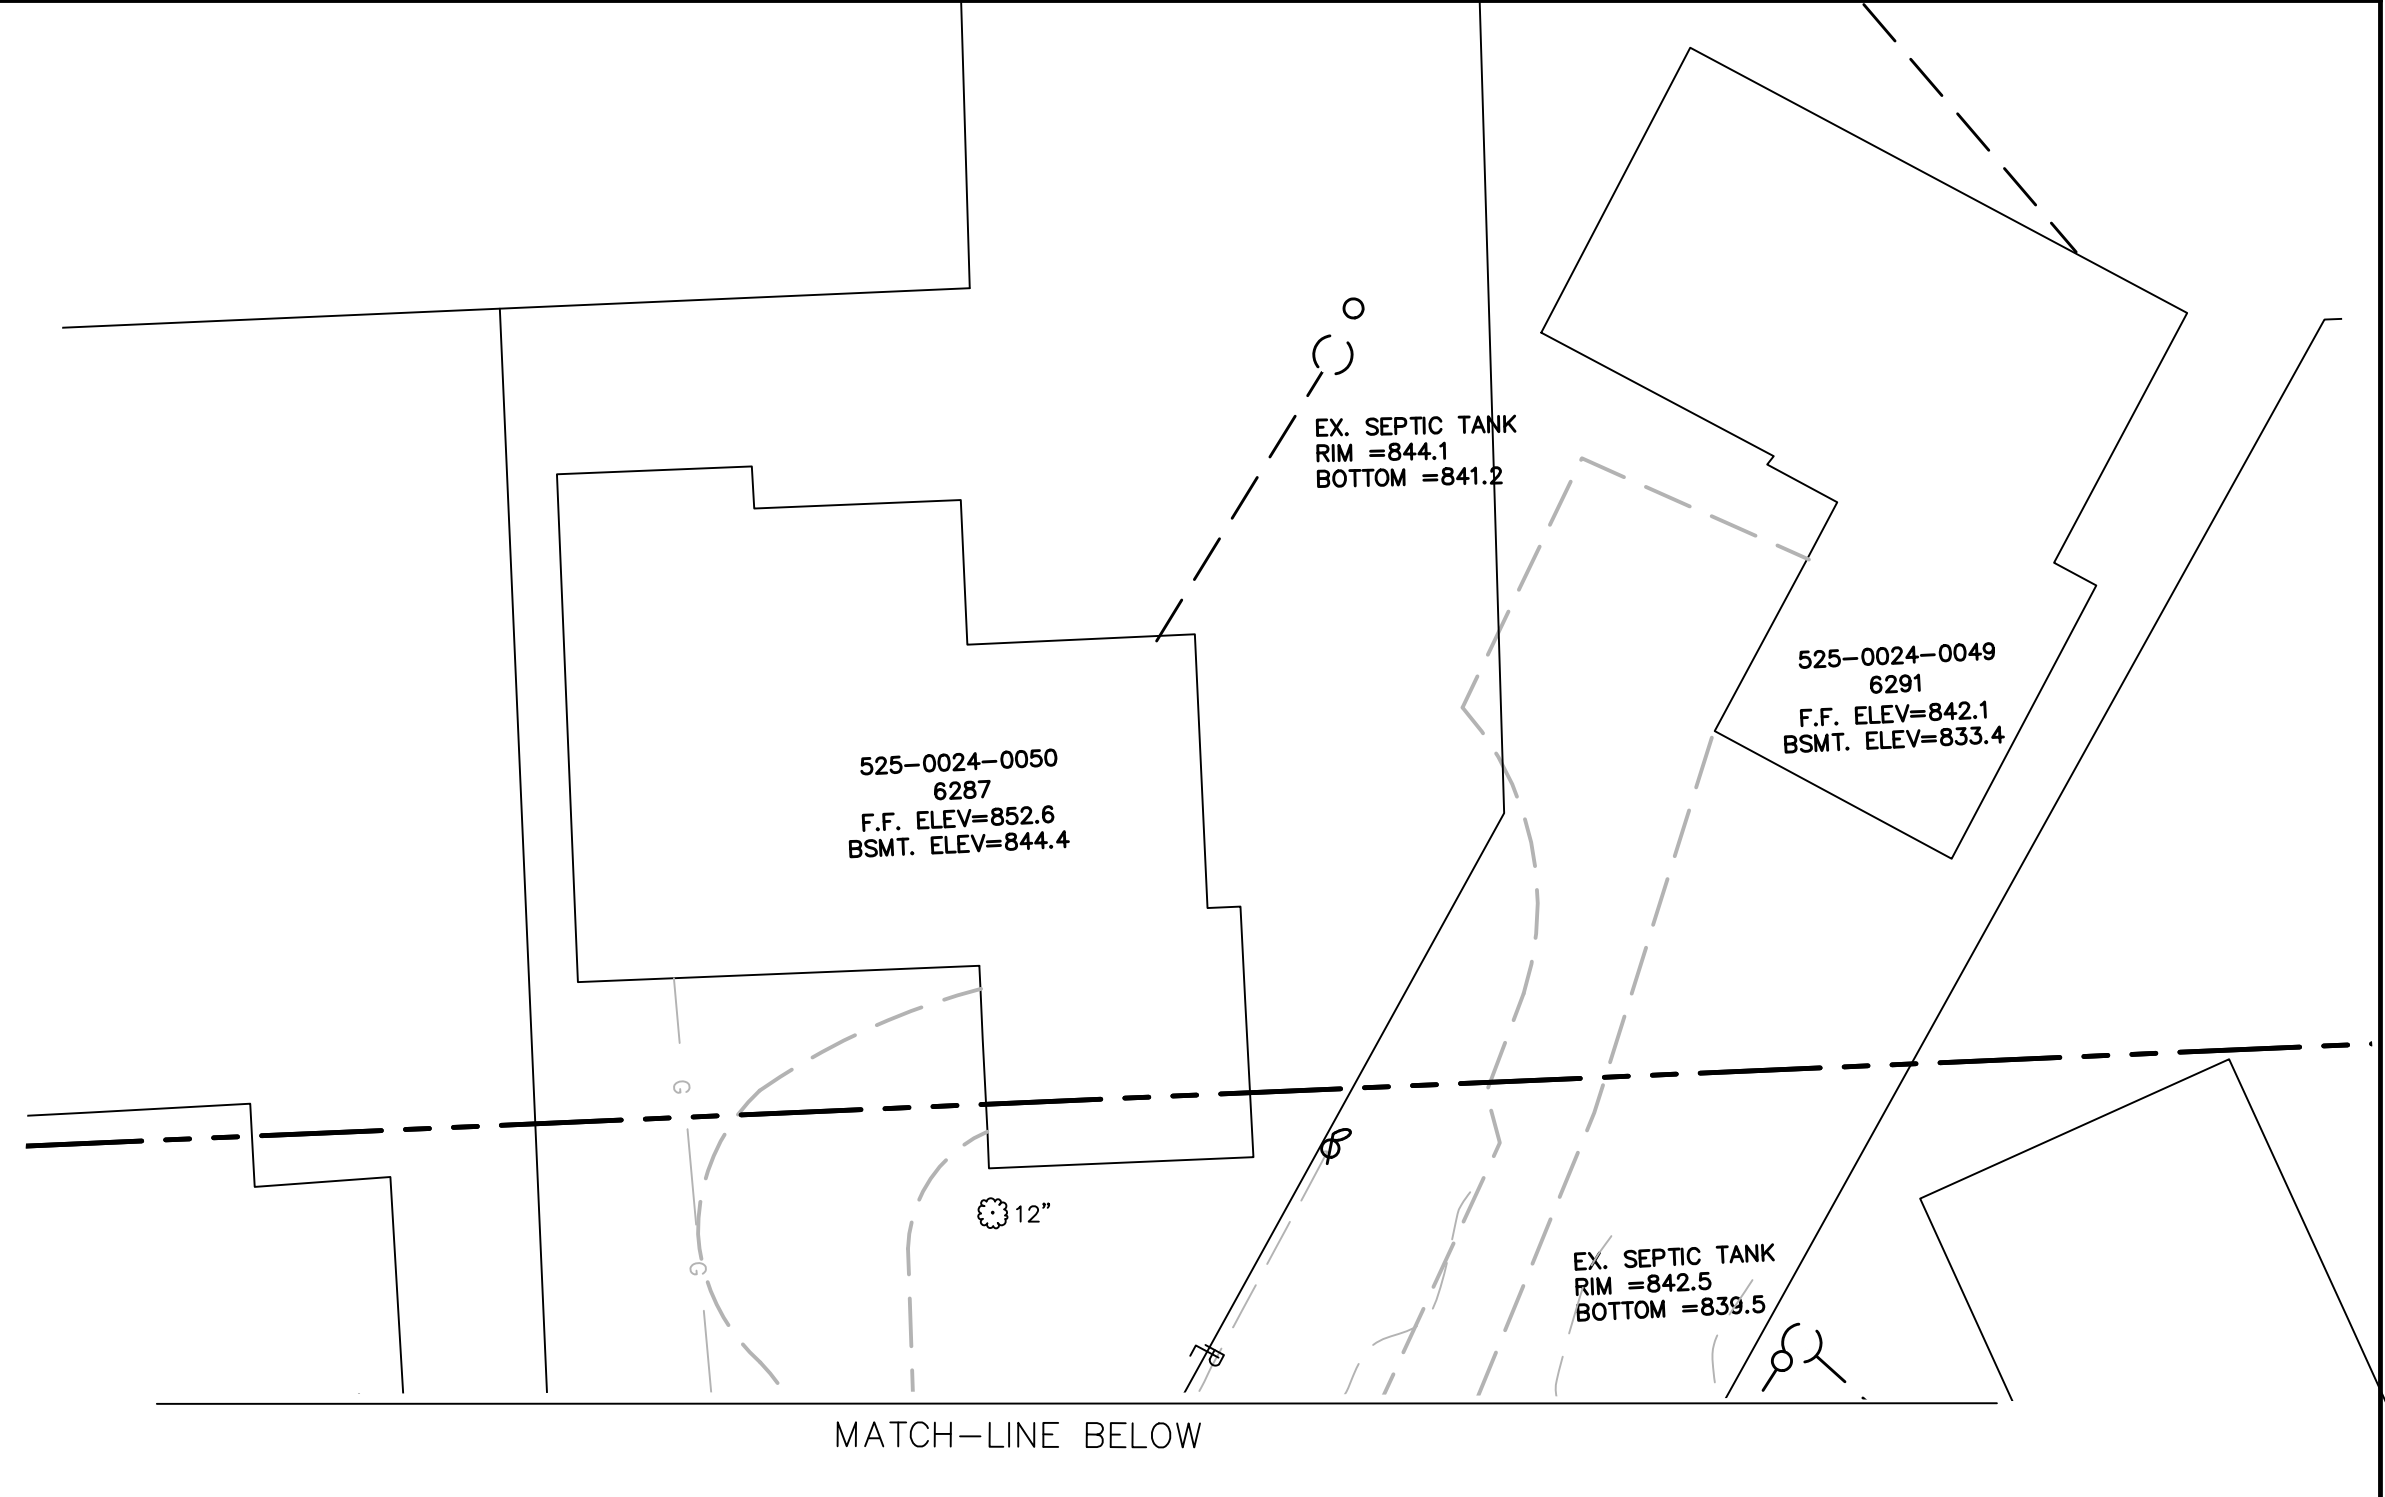 EX. SEPTIC TANK
RIM =844.1
BOTTOM =841.2
525-0024-0049
6291
F.F. ELEV=842.1
BSMT. ELEV=833.4
525-0024-0050
6287
F.F. ELEV=852.6
BSMT. ELEV=844.4
G
12"
G
EX. SEPTIC TANK
RIM =842.5
BOTTOM =839.5
MATCH-LINE BELOW